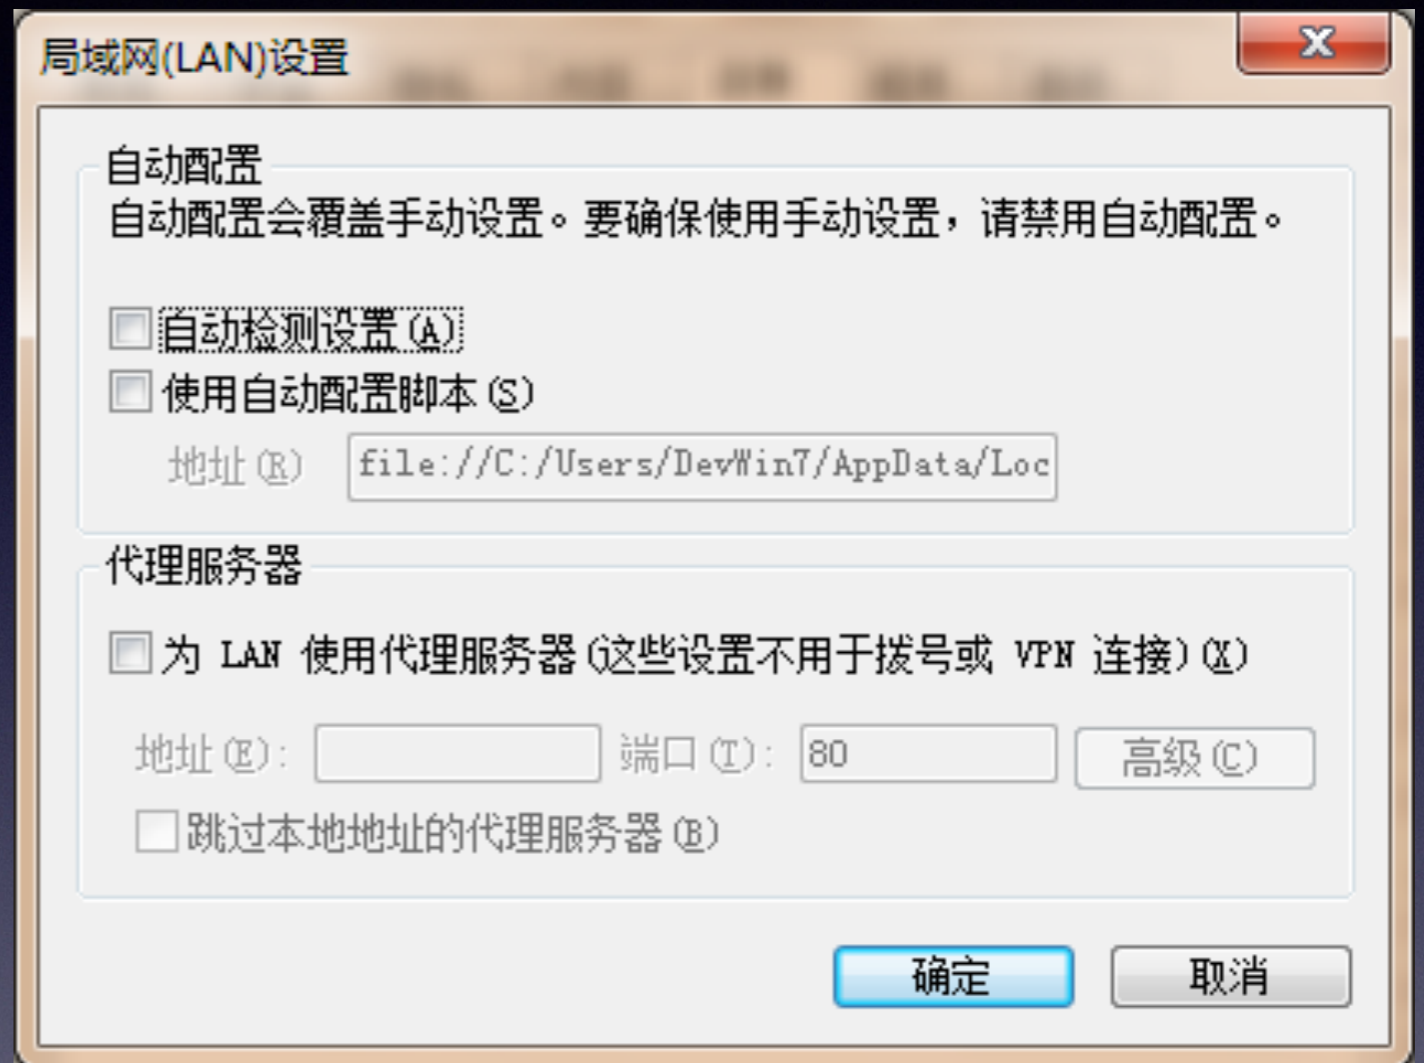 局域网(LAN)设置
自动配置
自动配置会覆盖手动设置。要确保使用手动设置，请禁用自动配置。
自动检测设置(A)
使用自动配置脚本(S)
地址(R) file://C:/Users/DevWin7/AppData/Loc
代理服务器
为 LAN 使用代理服务器(这些设置不用于拨号或 VPN 连接)(X)
地址(E): 端口(T): 80 高级(C)
跳过本地地址的代理服务器(B)
确定 取消